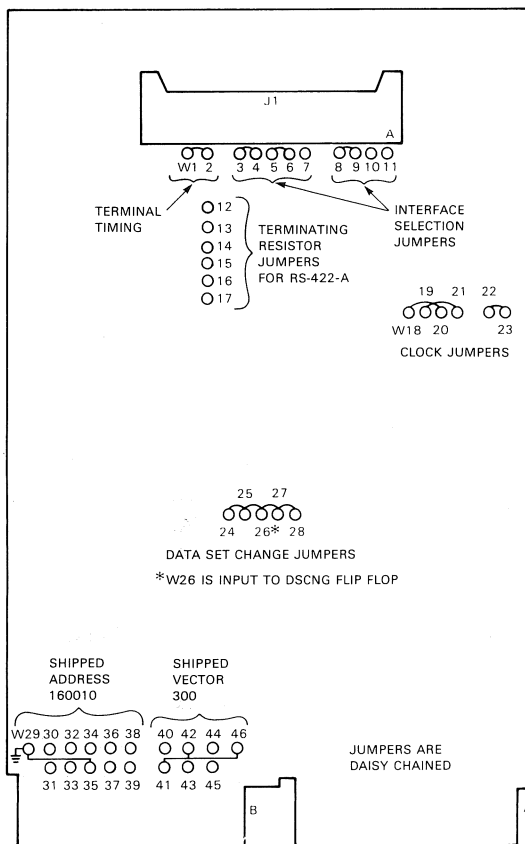 J1
A
W1 2 3 4 5 6 7 8 9 10 11
TERMINAL
TIMING
INTERFACE
SELECTION
JUMPERS
12
13
14
15
16
17
TERMINATING
RESISTOR
JUMPERS
FOR RS-422-A
19 21 22
W18 20 23
CLOCK JUMPERS
25 27
24 26* 28
DATA SET CHANGE JUMPERS
*W26 IS INPUT TO DSCNG FLIP FLOP
SHIPPED
ADDRESS
160010
SHIPPED
VECTOR
300
W29 30 32 34 36 38 40 42 44 46
31 33 35 37 39 41 43 45
JUMPERS ARE
DAISY CHAINED
B